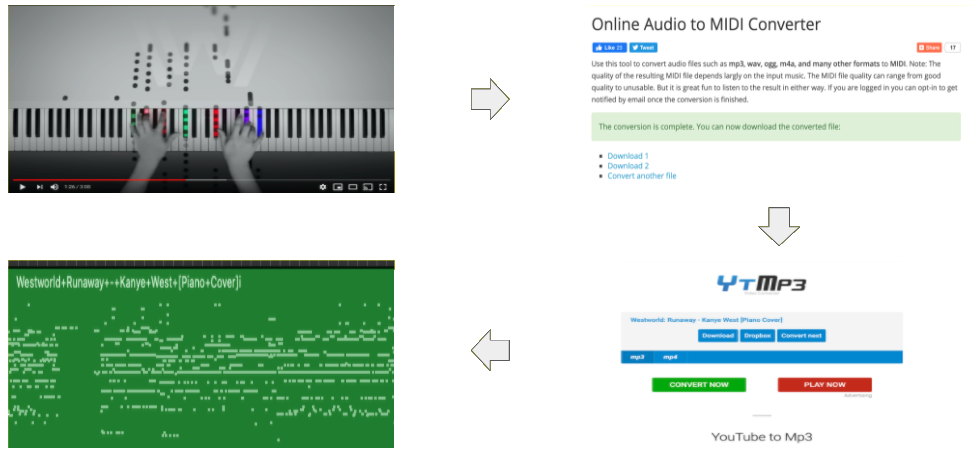 1:26 / 3:00
Online Audio to MIDI Converter
Like 23 Tweet Share 17
Use this tool to convert audio files such as mp3, wav, ogg, m4a, and many other formats to MIDI. Note: The
quality of the resulting MIDI file depends largly on the input music. The MIDI file quality can range from good
quality to unusable. But it is great fun to listen to the result in either way. If you are logged in you can opt-in to get
notified by email once the conversion is finished.
The conversion is complete. You can now download the converted file:
Download 1
Download 2
Convert another file
YTMP3
Westworld: Runaway - Kanye West [Piano Cover]
Download Dropbox Convert next
mp3 mp4
CONVERT NOW PLAY NOW
Advertising
YouTube to Mp3
Westworld+Runaway+-+Kanye+West+[Piano+Cover]i